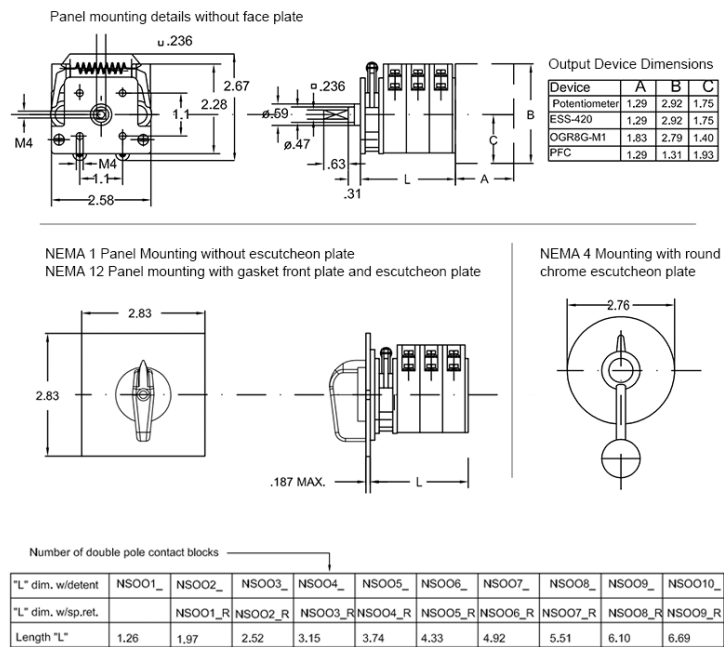 Panel mounting details without face plate
□ .236
2.67
2.28
1.1
M4
M4
1.1
2.58
□ .236
ø.59
ø.47
.63
.31
L
A
B
C
Output Device Dimensions
Device A B C
Potentiometer 1.29 2.92 1.75
ESS-420 1.29 2.92 1.75
OGR8G-M1 1.83 2.79 1.40
PFC 1.29 1.31 1.93
NEMA 1 Panel Mounting without escutcheon plate
NEMA 12 Panel mounting with gasket front plate and escutcheon plate
2.83
2.83
.187 MAX.
L
NEMA 4 Mounting with round
chrome escutcheon plate
2.76
Number of double pole contact blocks
"L" dim. w/detent NSOO1_ NSOO2_ NSOO3_ NSOO4_ NSOO5_ NSOO6_ NSOO7_ NSOO8_ NSOO9_ NSOO10_
"L" dim. w/sp.ret. NSOO1_R NSOO2_R NSOO3_R NSOO4_R NSOO5_R NSOO6_R NSOO7_R NSOO8_R NSOO9_R
Length "L" 1.26 1.97 2.52 3.15 3.74 4.33 4.92 5.51 6.10 6.69